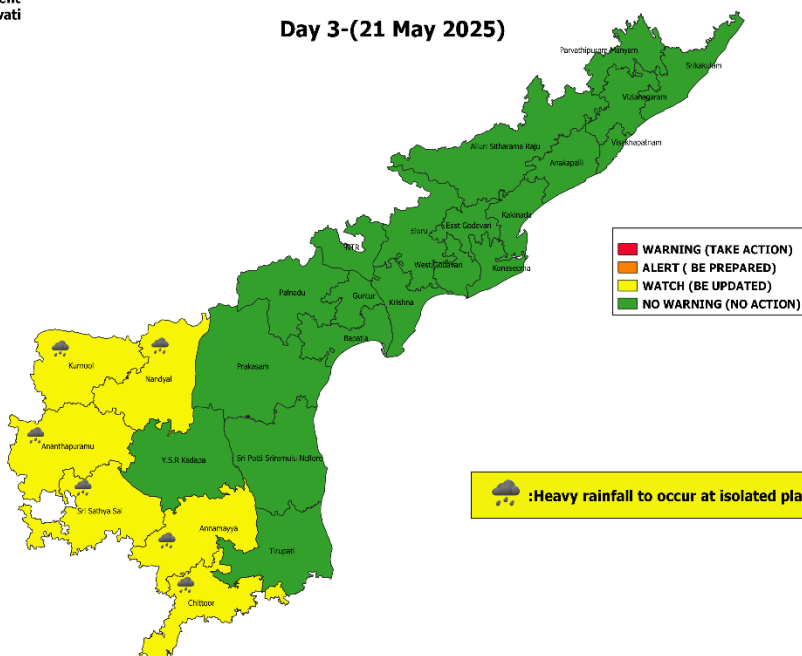 vati
Day 3-(21 May 2025)
Parvathipuram Manyam
Srikakulam
Vizianagaram
Visakhapatnam
Alluri Sitharama Raju
Anakapalli
Kakinada
East Godavari
Eluru
NTR
West Godavari
Konaseema
WARNING (TAKE ACTION)
ALERT ( BE PREPARED)
WATCH (BE UPDATED)
NO WARNING (NO ACTION)
Palnadu
Guntur
Krishna
Bapatla
Kurnool
Nandyal
Prakasam
Ananthapuramu
Y.S.R Kadapa
Sri Potti Sriramulu Nellore
Sri Sathya Sai
Annamayya
Tirupati
Chittoor
:Heavy rainfall to occur at isolated pla